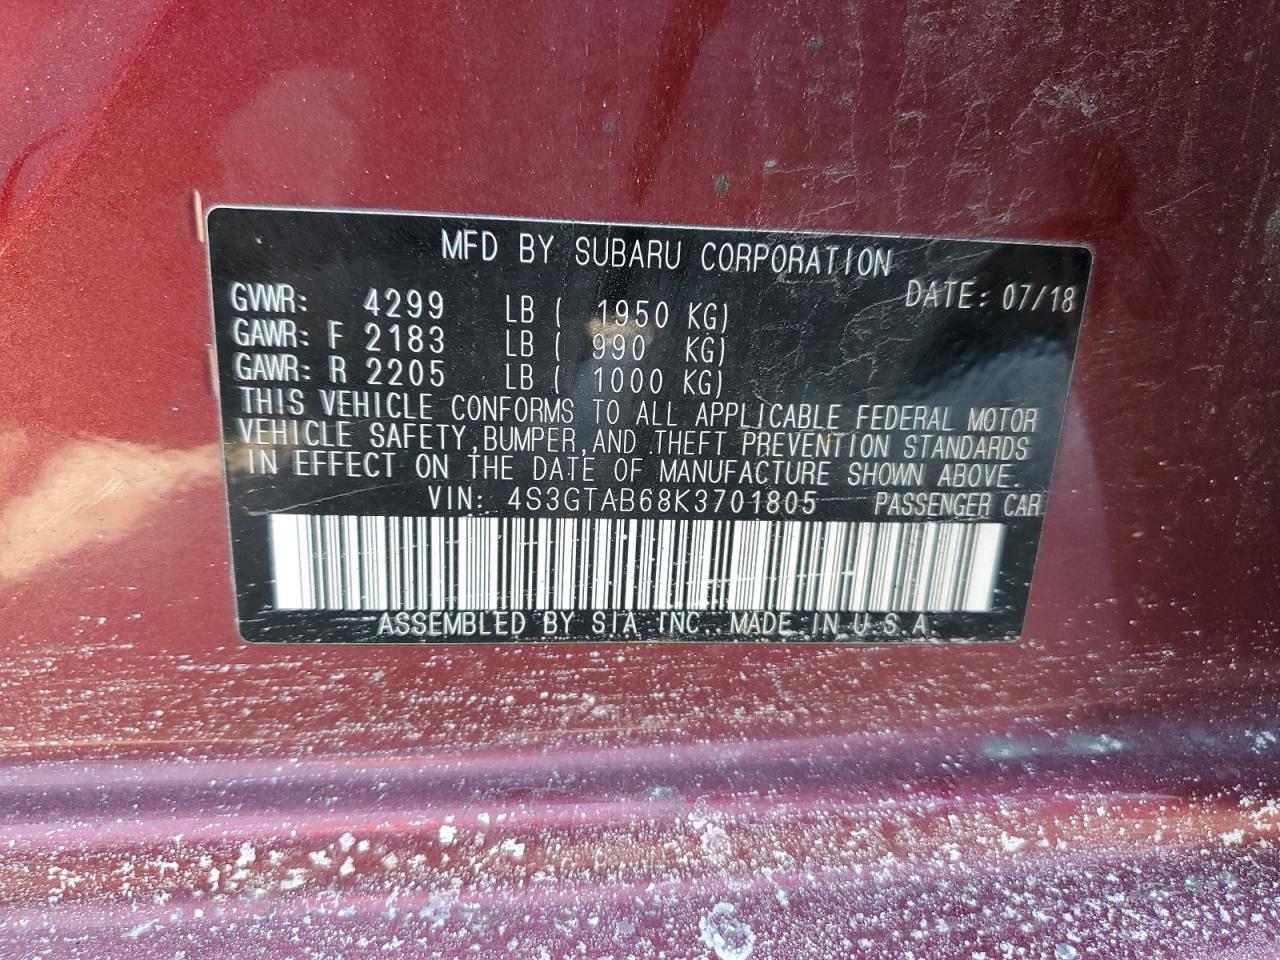 MFD BY SUBARU CORPORATION
DATE: 07/18
GVWR: 4299 LB ( 1950 KG)
GAWR: F 2183 LB ( 990 KG)
GAWR: R 2205 LB ( 1000 KG)
THIS VEHICLE CONFORMS TO ALL APPLICABLE FEDERAL MOTOR
VEHICLE SAFETY,BUMPER,AND THEFT PREVENTION STANDARDS
IN EFFECT ON THE DATE OF MANUFACTURE SHOWN ABOVE.
VIN: 4S3GTAB68K3701805 PASSENGER CAR
ASSEMBLED BY SIA INC. MADE IN U.S.A.